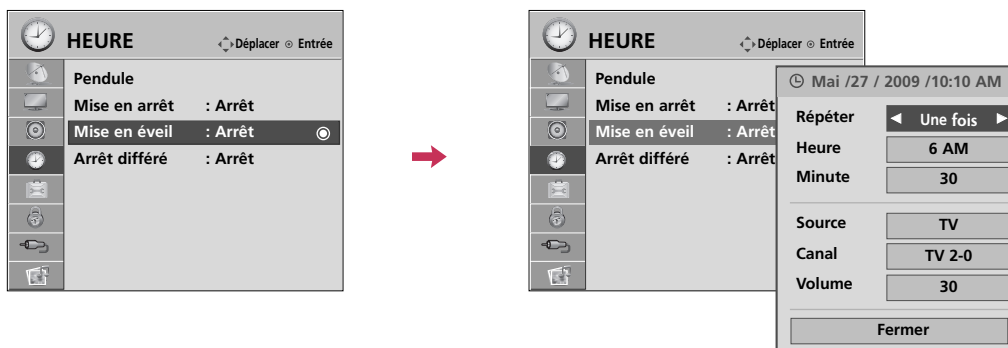 HEURE Déplacer Entrée
Pendule
Mise en arrêt : Arrêt
Mise en éveil : Arrêt
Arrêt différé : Arrêt
HEURE Déplacer Entrée
Pendule
Mise en arrêt : Arrêt
Mise en éveil : Arrêt
Arrêt différé : Arrêt
Mai /27 / 2009 /10:10 AM
Répéter ◄ Une fois ►
Heure 6 AM
Minute 30
Source TV
Canal TV 2-0
Volume 30
Fermer